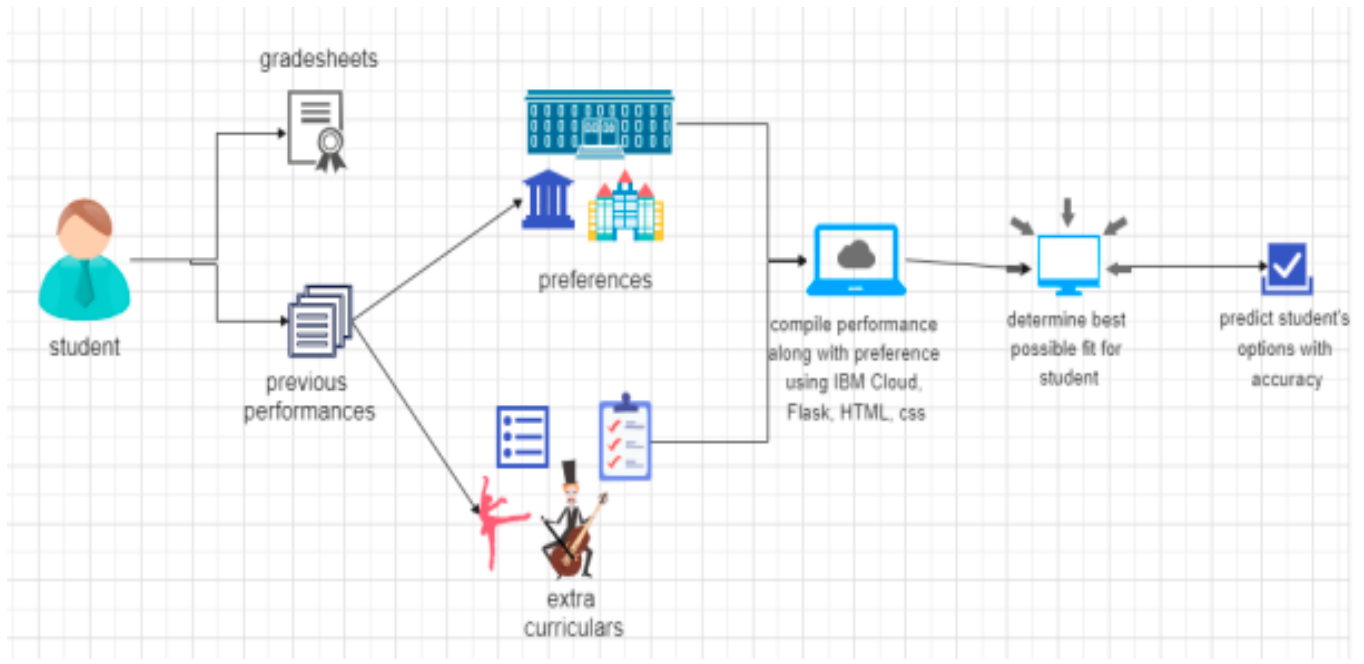 gradesheets
student
previous
performances
preferences
extra
curriculars
compile performance
along with preference
using IBM Cloud,
Flask, HTML, css
determine best
possible fit for
student
predict student's
options with
accuracy